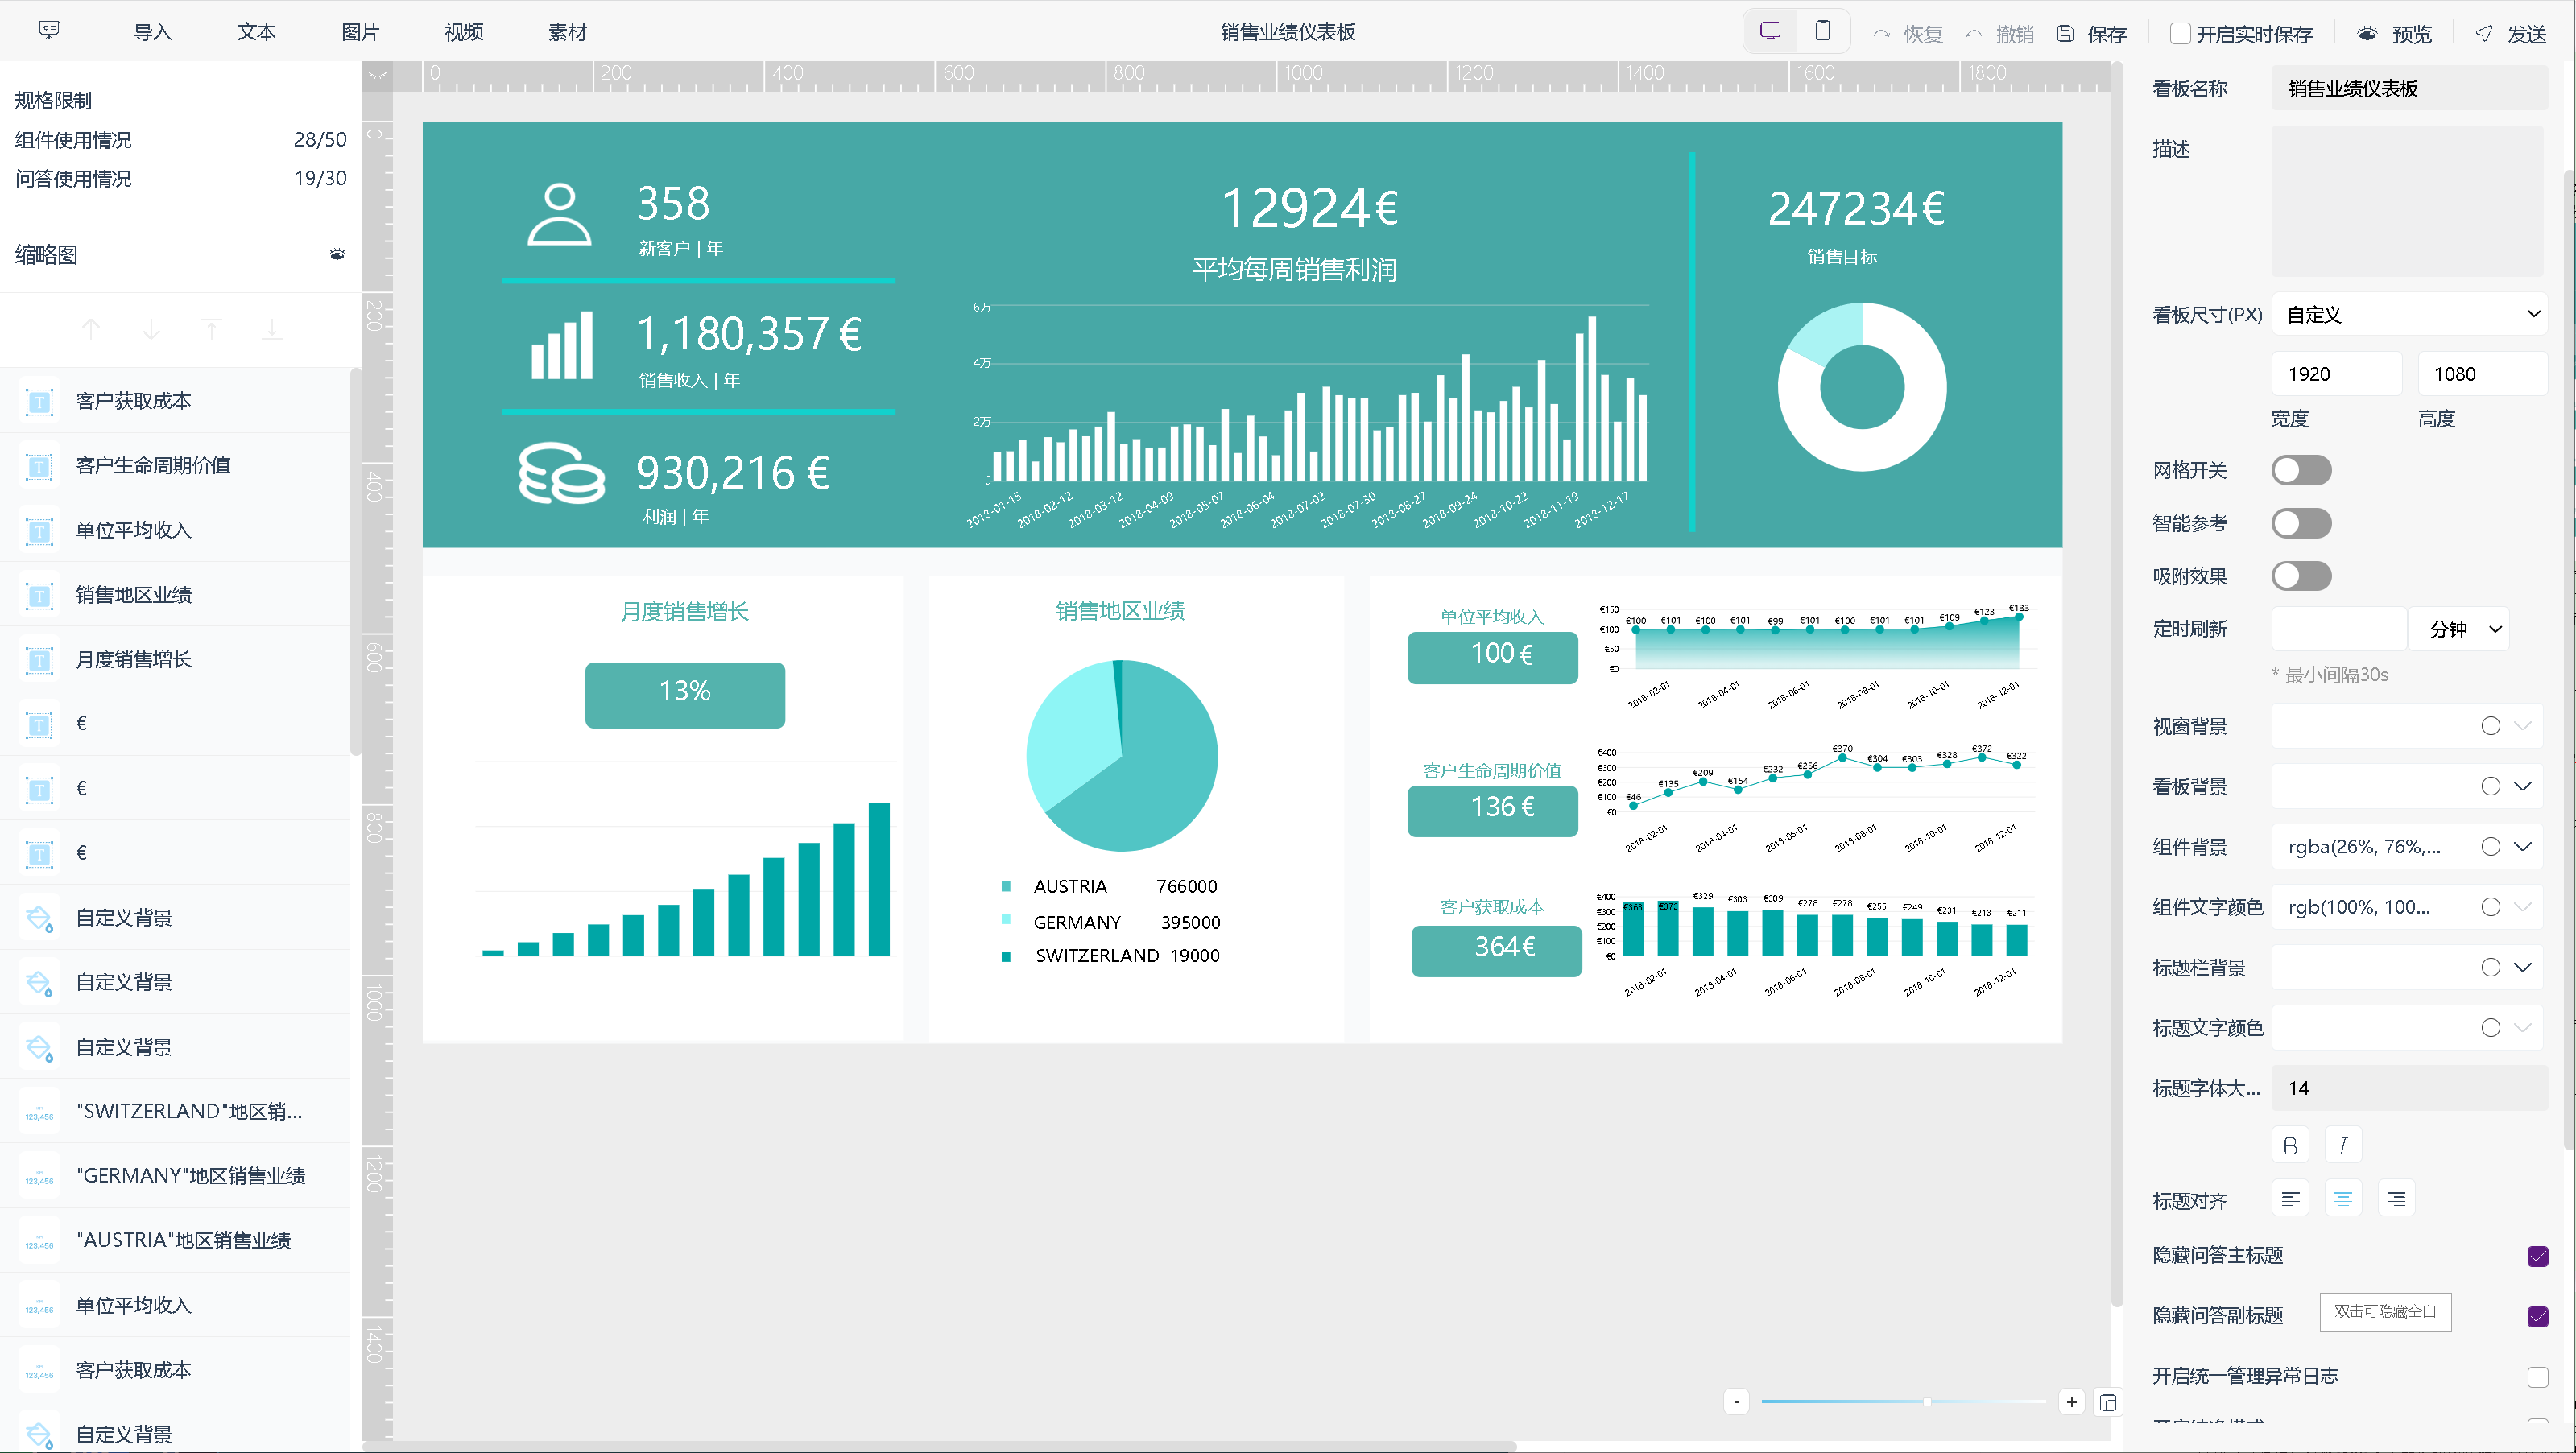 导入 文本 图片 视频 素材 销售业绩仪表板 恢复 撤销 保存 开启实时保存 预览 发送
规格限制
组件使用情况 28/50
问答使用情况 19/30
缩略图
客户获取成本
客户生命周期价值
单位平均收入
销售地区业绩
月度销售增长
€
€
€
自定义背景
自定义背景
自定义背景
123,456 "SWITZERLAND"地区销...
123,456 "GERMANY"地区销售业绩
123,456 "AUSTRIA"地区销售业绩
123,456 单位平均收入
123,456 客户获取成本
自定义背景
0 200 400 600 800 1000 1200 1400 1600 1800
0
200
400
600
800
1000
1200
1400
358
新客户 | 年
1,180,357 €
销售收入 | 年
930,216 €
利润 | 年
12924€
平均每周销售利润
6万
4万
2万
0
2018-01-15 2018-02-12 2018-03-12 2018-04-09 2018-05-07 2018-06-04 2018-07-02 2018-07-30 2018-08-27 2018-09-24 2018-10-22 2018-11-19 2018-12-17
247234€
销售目标
月度销售增长
13%
销售地区业绩
AUSTRIA 766000
GERMANY 395000
SWITZERLAND 19000
单位平均收入
100 €
€150
€100
€50
€0
€100 €101 €100 €101 €99 €101 €100 €101 €101 €109 €123 €133
2018-02-01 2018-04-01 2018-06-01 2018-08-01 2018-10-01 2018-12-01
客户生命周期价值
136 €
€400
€300
€200
€100
€0
€46 €135 €209 €154 €232 €256 €370 €304 €303 €328 €372 €322
2018-02-01 2018-04-01 2018-06-01 2018-08-01 2018-10-01 2018-12-01
客户获取成本
364€
€400
€300
€200
€100
€0
€363 €373 €329 €303 €309 €278 €278 €255 €249 €231 €213 €211
2018-02-01 2018-04-01 2018-06-01 2018-08-01 2018-10-01 2018-12-01
- +
看板名称 销售业绩仪表板
描述
看板尺寸(PX) 自定义
1920 1080
宽度 高度
网格开关
智能参考
吸附效果
定时刷新 分钟
* 最小间隔30s
视窗背景
看板背景
组件背景 rgba(26%, 76%,...
组件文字颜色 rgb(100%, 100...
标题栏背景
标题文字颜色
标题字体大... 14
B I
标题对齐
隐藏问答主标题
隐藏问答副标题 双击可隐藏空白
开启统一管理异常日志